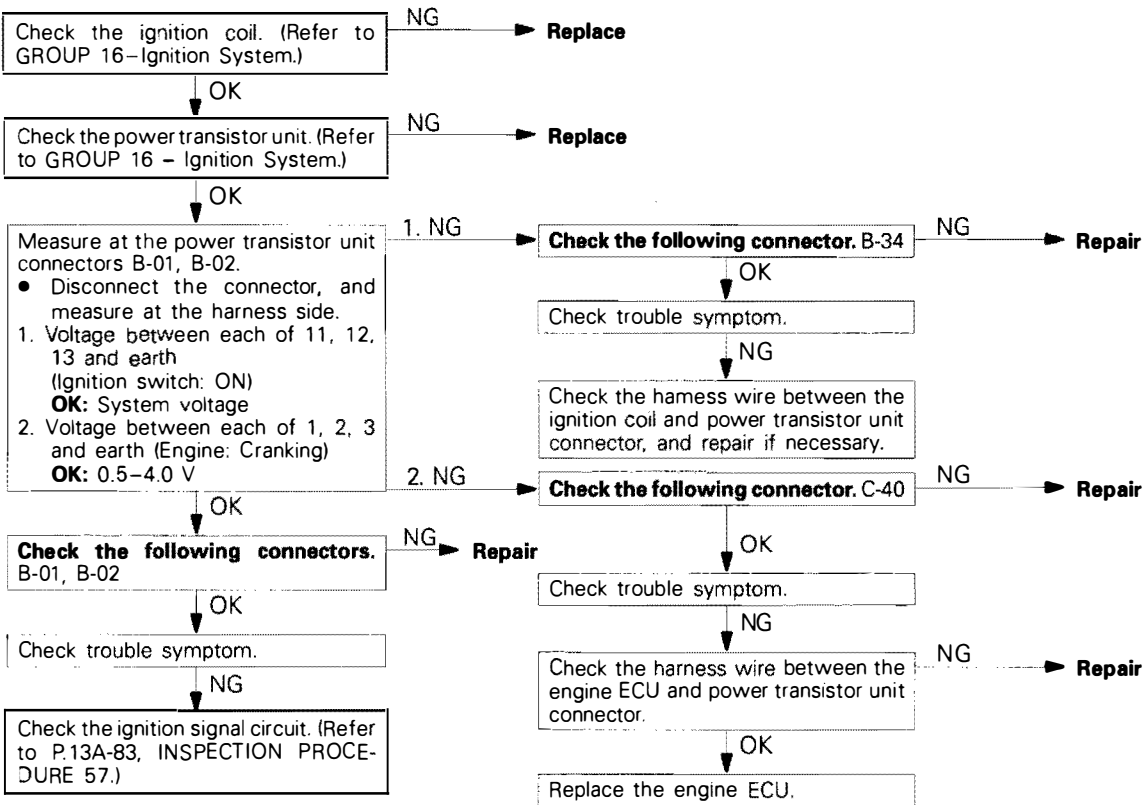 Check the ignition coil. (Refer to
GROUP 16–Ignition System.)
NG
Replace
OK
Check the power transistor unit. (Refer
to GROUP 16 – Ignition System.)
NG
Replace
OK
Measure at the power transistor unit
connectors B-01, B-02.
● Disconnect the connector, and
measure at the harness side.
1. Voltage between each of 11, 12,
13 and earth
(Ignition switch: ON)
OK: System voltage
2. Voltage between each of 1, 2, 3
and earth (Engine: Cranking)
OK: 0.5–4.0 V
1. NG
Check the following connector. B-34
NG
Repair
OK
Check trouble symptom.
NG
Check the harness wire between the
ignition coil and power transistor unit
connector, and repair if necessary.
2. NG
Check the following connector. C-40
NG
Repair
OK
Check trouble symptom.
NG
Check the harness wire between the
engine ECU and power transistor unit
connector.
NG
Repair
OK
Replace the engine ECU.
OK
Check the following connectors.
B-01, B-02
NG
Repair
OK
Check trouble symptom.
NG
Check the ignition signal circuit. (Refer
to P.13A-83, INSPECTION PROCE-
DURE 57.)